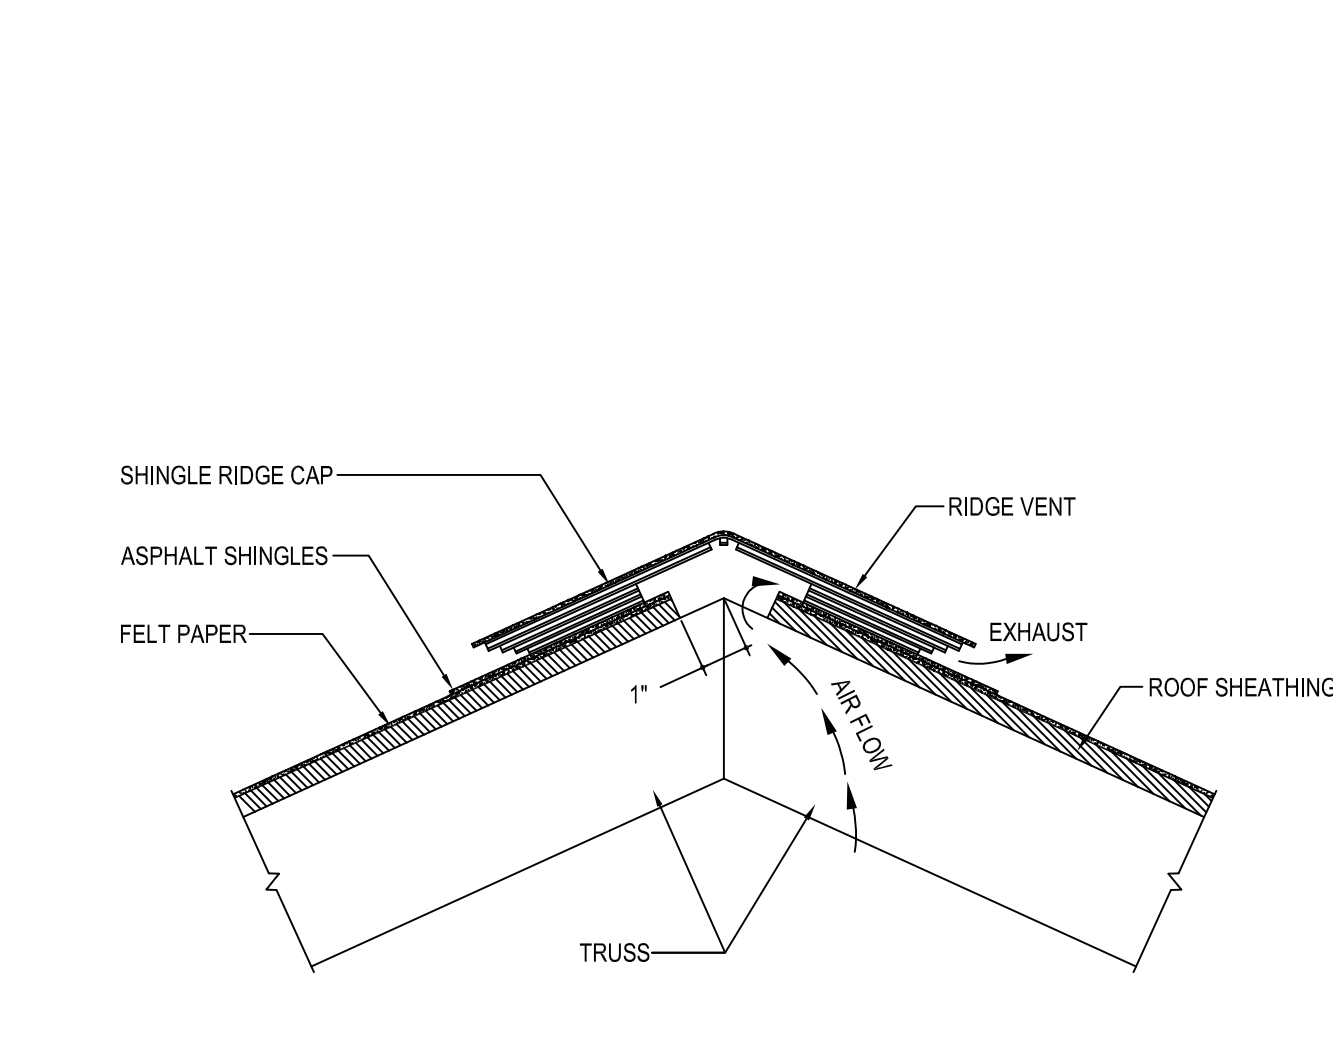 SHINGLE RIDGE CAP
RIDGE VENT
ASPHALT SHINGLES
FELT PAPER
EXHAUST
1"
AIR FLOW
ROOF SHEATHING
TRUSS